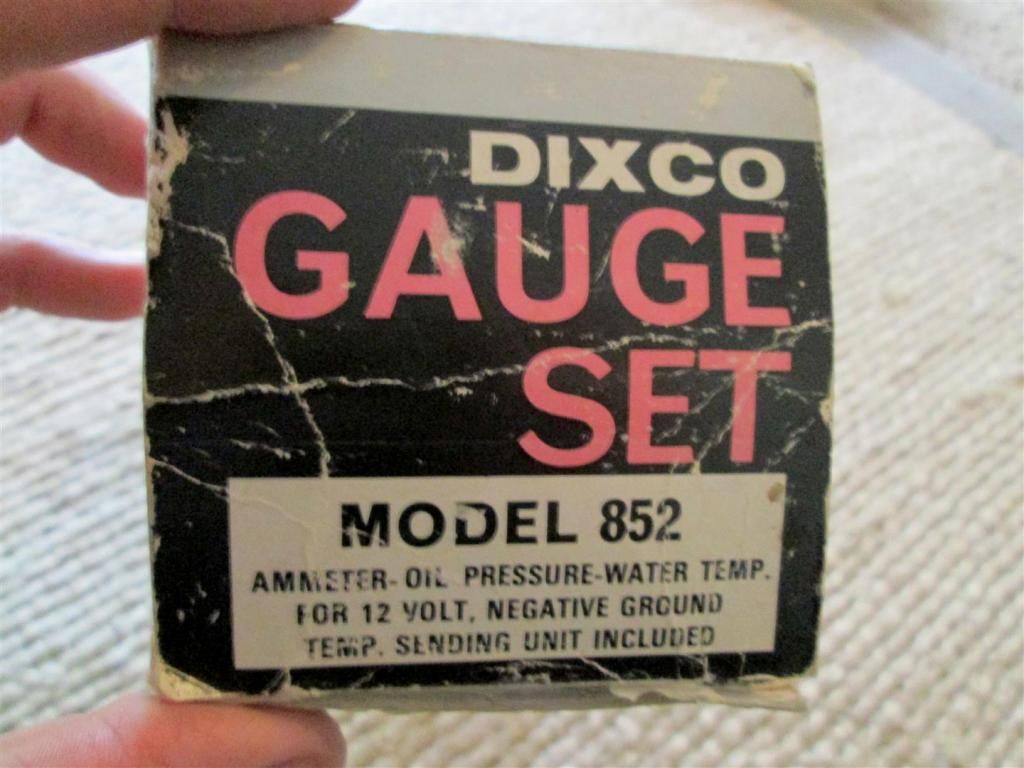 DIXCO
GAUGE
SET
MODEL 852
AMMETER-OIL PRESSURE-WATER TEMP.
FOR 12 VOLT, NEGATIVE GROUND
TEMP. SENDING UNIT INCLUDED